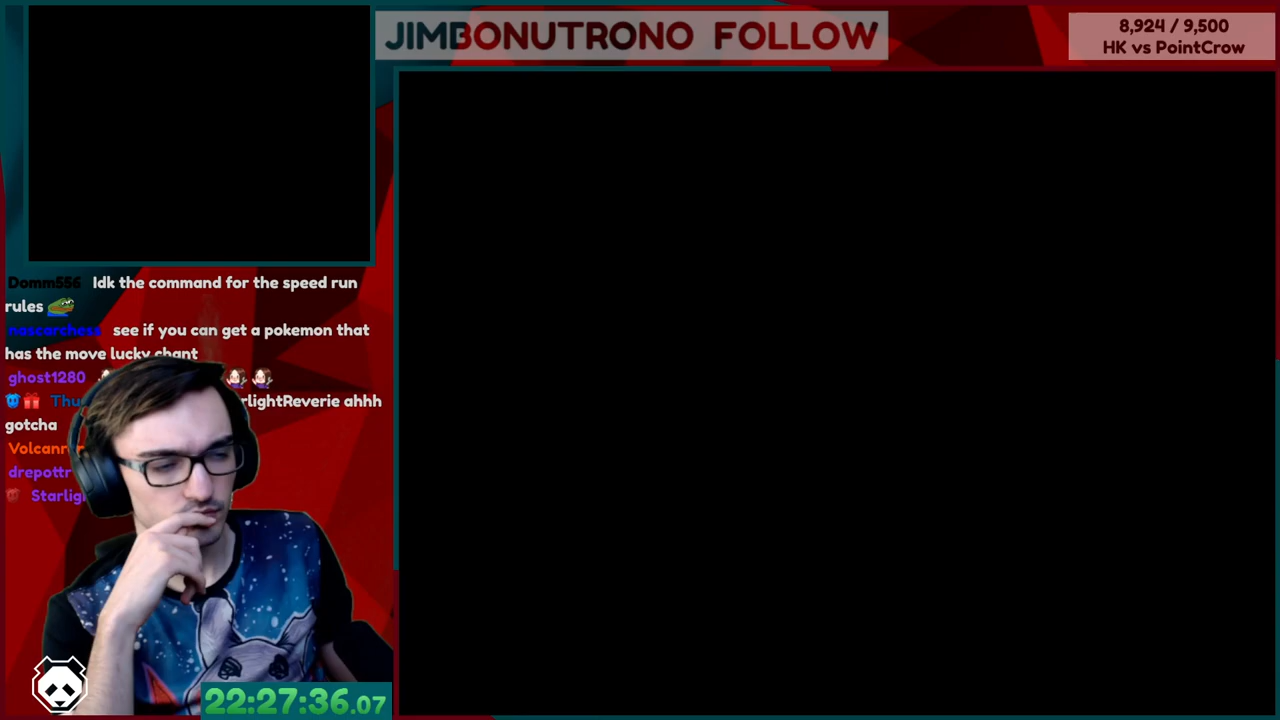 JIMBONUTRONO FOLLOW
8,924 / 9,500
HK vs PointCrow
Domm556 Idk the command for the speed run
rules
nascarchess see if you can get a pokemon that
has the move lucky chant
ghost1280
rlightReverie ahhh
gotcha
drepottr
22:27:36.07